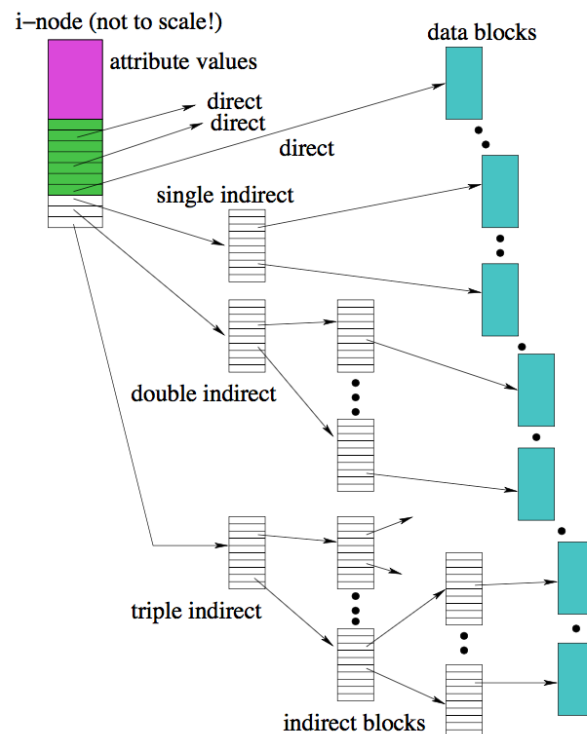 i−node (not to scale!)
data blocks
attribute values
direct
direct
direct
single indirect
double indirect
triple indirect
indirect blocks